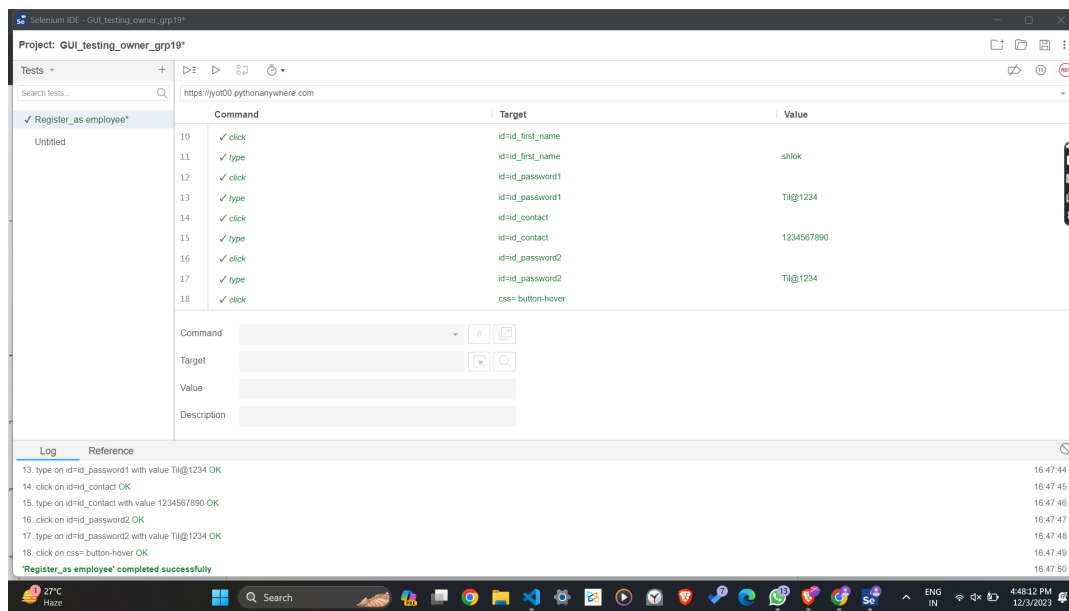 Selenium IDE - GUI_testing_owner_grp19*
Project: GUI_testing_owner_grp19*
Tests
Search tests...
https://jyot00.pythonanywhere.com
✓ Register_as employee*
Untitled
Command Target Value
10 ✓ click id=id_first_name
11 ✓ type id=id_first_name shlok
12 ✓ click id=id_password1
13 ✓ type id=id_password1 Til@1234
14 ✓ click id=id_contact
15 ✓ type id=id_contact 1234567890
16 ✓ click id=id_password2
17 ✓ type id=id_password2 Til@1234
18 ✓ click css=.button-hover
Command //
Target
Value
Description
Log Reference
13. type on id=id_password1 with value Til@1234 OK 16:47:44
14. click on id=id_contact OK 16:47:45
15. type on id=id_contact with value 1234567890 OK 16:47:46
16. click on id=id_password2 OK 16:47:47
17. type on id=id_password2 with value Til@1234 OK 16:47:48
18. click on css=.button-hover OK 16:47:49
'Register_as employee' completed successfully 16:47:50
27°C
Haze
Search
ENG
IN
4:48:12 PM
12/3/2023